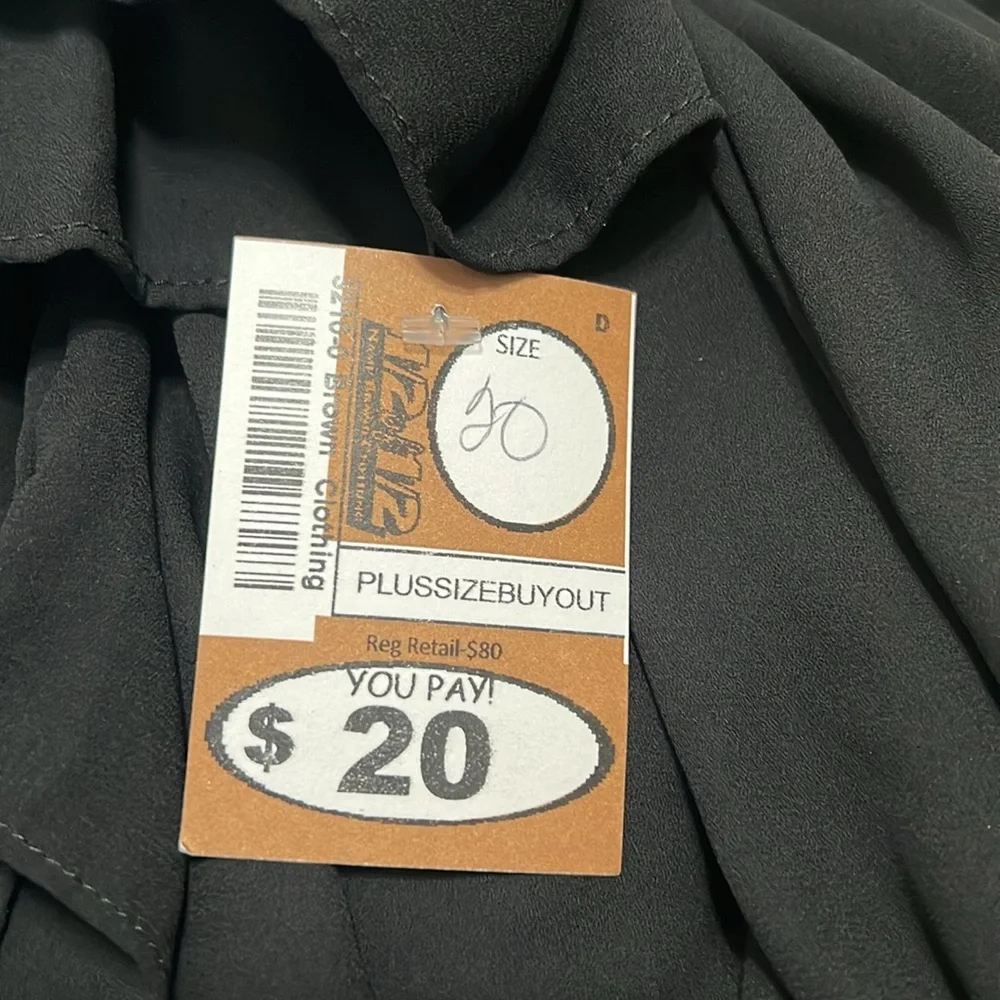 D
SIZE
20
Brown Clothing
PLUSSIZEBUYOUT
Reg Retail-$80
YOU PAY!
$ 20